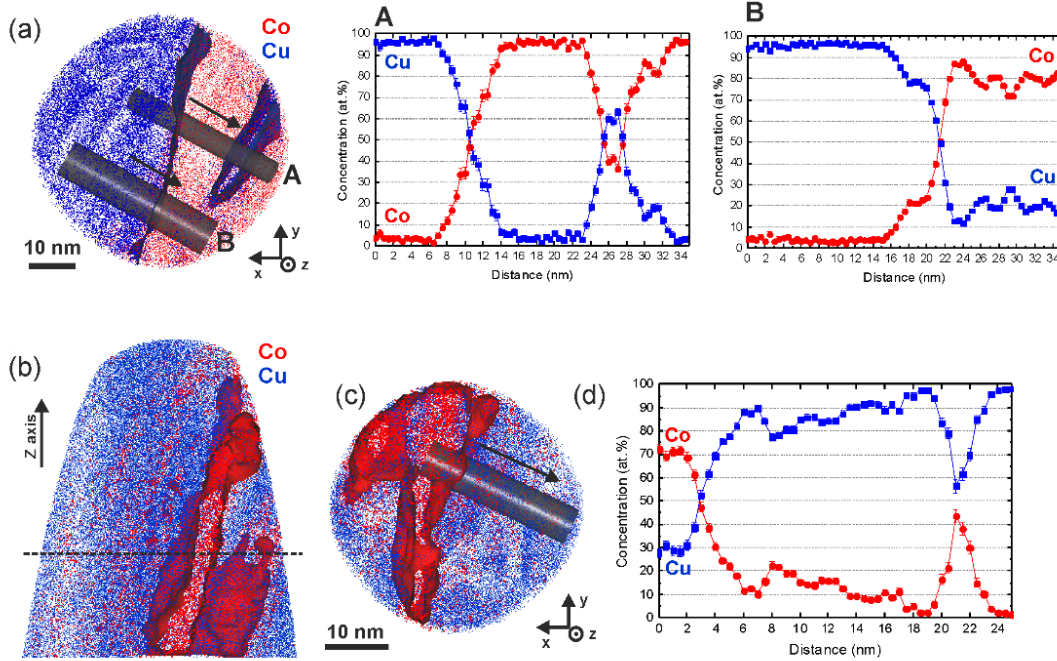 (a)
Co
Cu
A
B
10 nm
y
x
z
A
Concentration (at.%)
100
90
80
70
60
50
40
30
20
10
0
Cu
Co
0 2 4 6 8 10 12 14 16 18 20 22 24 26 28 30 32 34
Distance (nm)
B
Concentration (at.%)
100
90
80
70
60
50
40
30
20
10
0
Co
Cu
0 2 4 6 8 10 12 14 16 18 20 22 24 26 28 30 32 34
Distance (nm)
(b)
Co
Cu
Z axis
(c)
10 nm
y
x
z
(d)
Concentration (at.%)
100
90
80
70
60
50
40
30
20
10
0
Co
Cu
0 2 4 6 8 10 12 14 16 18 20 22 24
Distance (nm)